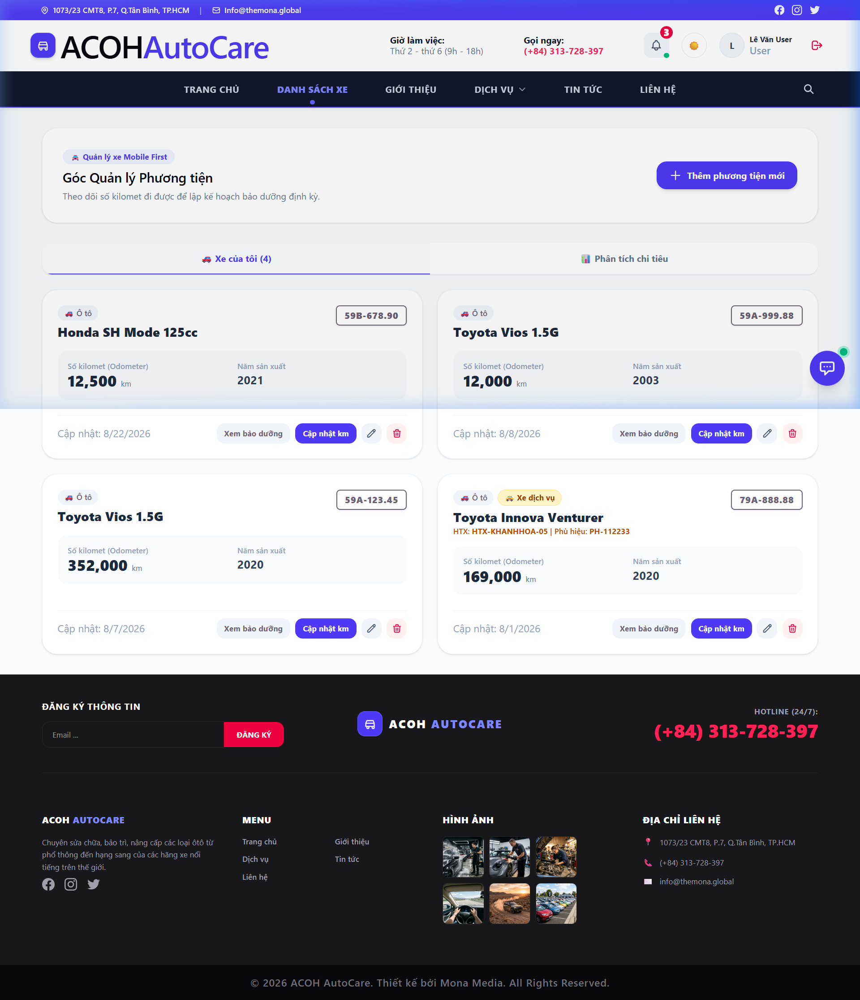 1073/23 CMT8, P.7, Q.Tân Bình, TP.HCM | Info@themona.global
ACOHAutoCare
Giờ làm việc:
Thứ 2 - thứ 6 (9h - 18h)
Gọi ngay:
(+84) 313-728-397
3
L
Lê Văn User
User
TRANG CHỦ
DANH SÁCH XE
GIỚI THIỆU
DỊCH VỤ
TIN TỨC
LIÊN HỆ
Quản lý xe Mobile First
Góc Quản lý Phương tiện
Theo dõi số kilomet đi được để lập kế hoạch bảo dưỡng định kỳ.
Thêm phương tiện mới
Xe của tôi (4)
Phân tích chi tiêu
Ô tô
59B-678.90
Honda SH Mode 125cc
Số kilomet (Odometer)
12,500 km
Năm sản xuất
2021
Cập nhật: 8/22/2026
Xem bảo dưỡng
Cập nhật km
Ô tô
59A-999.88
Toyota Vios 1.5G
Số kilomet (Odometer)
12,000 km
Năm sản xuất
2003
Cập nhật: 8/8/2026
Xem bảo dưỡng
Cập nhật km
Ô tô
59A-123.45
Toyota Vios 1.5G
Số kilomet (Odometer)
352,000 km
Năm sản xuất
2020
Cập nhật: 8/7/2026
Xem bảo dưỡng
Cập nhật km
Ô tô
Xe dịch vụ
79A-888.88
Toyota Innova Venturer
HTX: HTX-KHANHHOA-05 | Phù hiệu: PH-112233
Số kilomet (Odometer)
169,000 km
Năm sản xuất
2020
Cập nhật: 8/1/2026
Xem bảo dưỡng
Cập nhật km
ĐĂNG KÝ THÔNG TIN
Email ...
ĐĂNG KÝ
ACOH AUTOCARE
HOTLINE (24/7):
(+84) 313-728-397
ACOH AUTOCARE
Chuyên sửa chữa, bảo trì, nâng cấp các loại ôtô từ
phổ thông đến hạng sang của các hãng xe nổi
tiếng trên thế giới.
MENU
Trang chủ
Giới thiệu
Dịch vụ
Tin tức
Liên hệ
HÌNH ẢNH
ĐỊA CHỈ LIÊN HỆ
1073/23 CMT8, P.7, Q.Tân Bình, TP.HCM
(+84) 313-728-397
info@themona.global
© 2026 ACOH AutoCare. Thiết kế bởi Mona Media. All Rights Reserved.